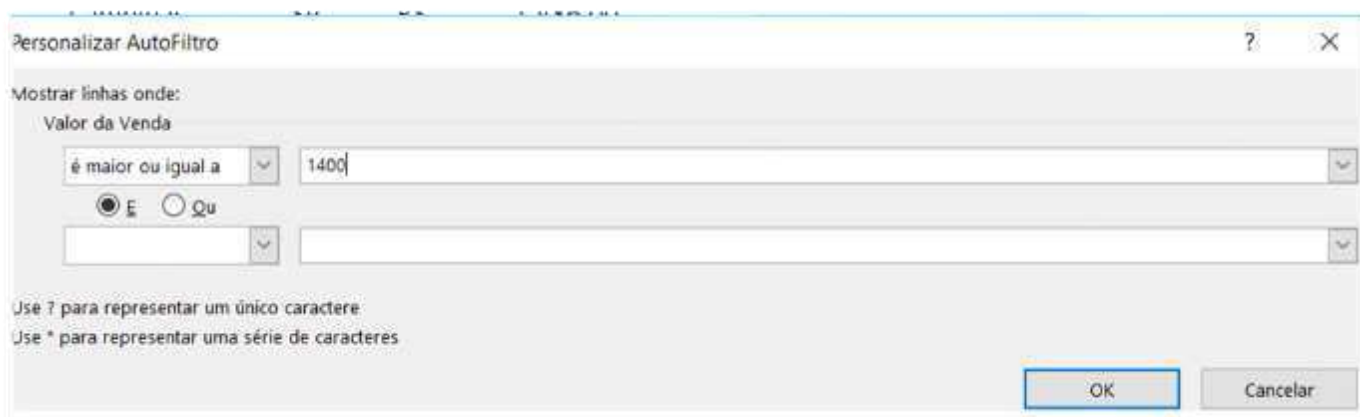 Personalizar AutoFiltro ? ×
Mostrar linhas onde:
Valor da Venda
é maior ou igual a 1400
E Ou
Use ? para representar um único caractere
Use * para representar uma série de caracteres
OK Cancelar